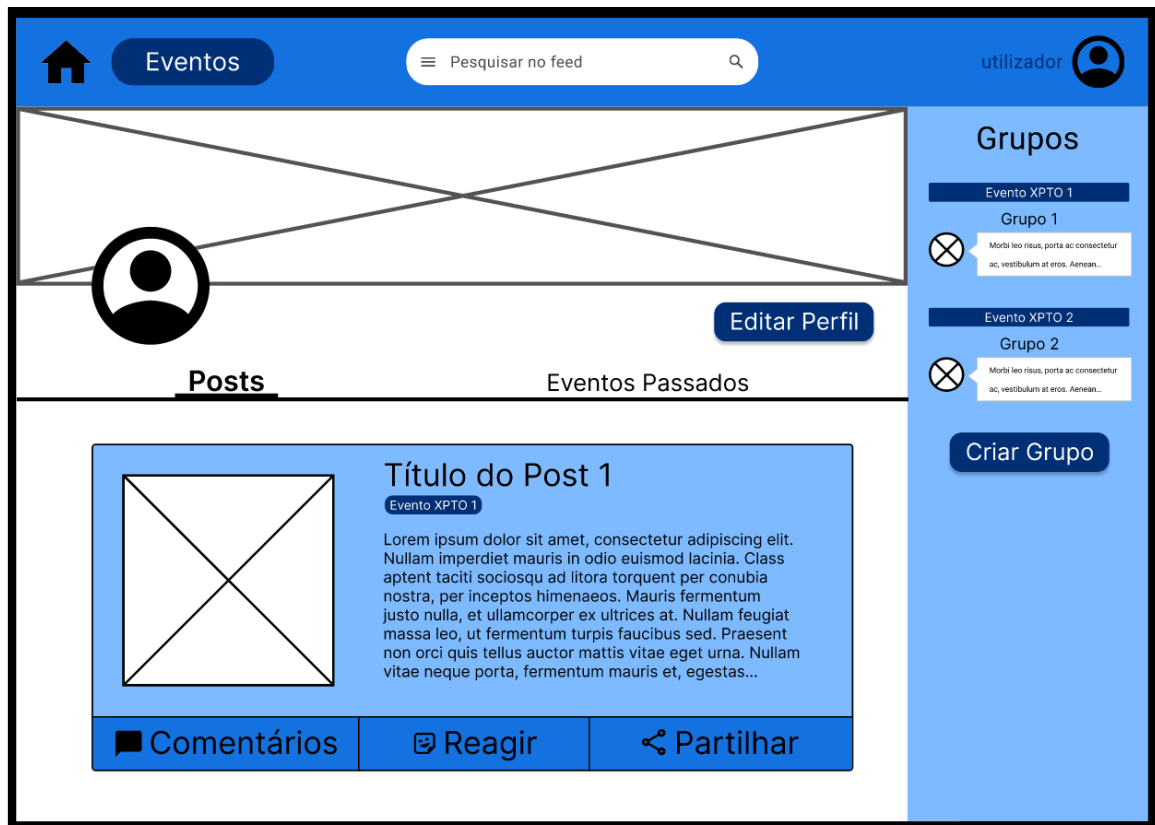 Eventos
Pesquisar no feed
utilizador
Editar Perfil
Posts
Eventos Passados
Título do Post 1
Evento XPTO 1
Lorem ipsum dolor sit amet, consectetur adipiscing elit.
Nullam imperdiet mauris in odio euismod lacinia. Class
aptent taciti sociosqu ad litora torquent per conubia
nostra, per inceptos himenaeos. Mauris fermentum
justo nulla, et ullamcorper ex ultrices at. Nullam feugiat
massa leo, ut fermentum turpis faucibus sed. Praesent
non orci quis tellus auctor mattis vitae eget urna. Nullam
vitae neque porta, fermentum mauris et, egestas...
Comentários
Reagir
Partilhar
Grupos
Evento XPTO 1
Grupo 1
Morbi leo risus, porta ac consectetur
ac, vestibulum at eros. Aenean...
Evento XPTO 2
Grupo 2
Morbi leo risus, porta ac consectetur
ac, vestibulum at eros. Aenean...
Criar Grupo